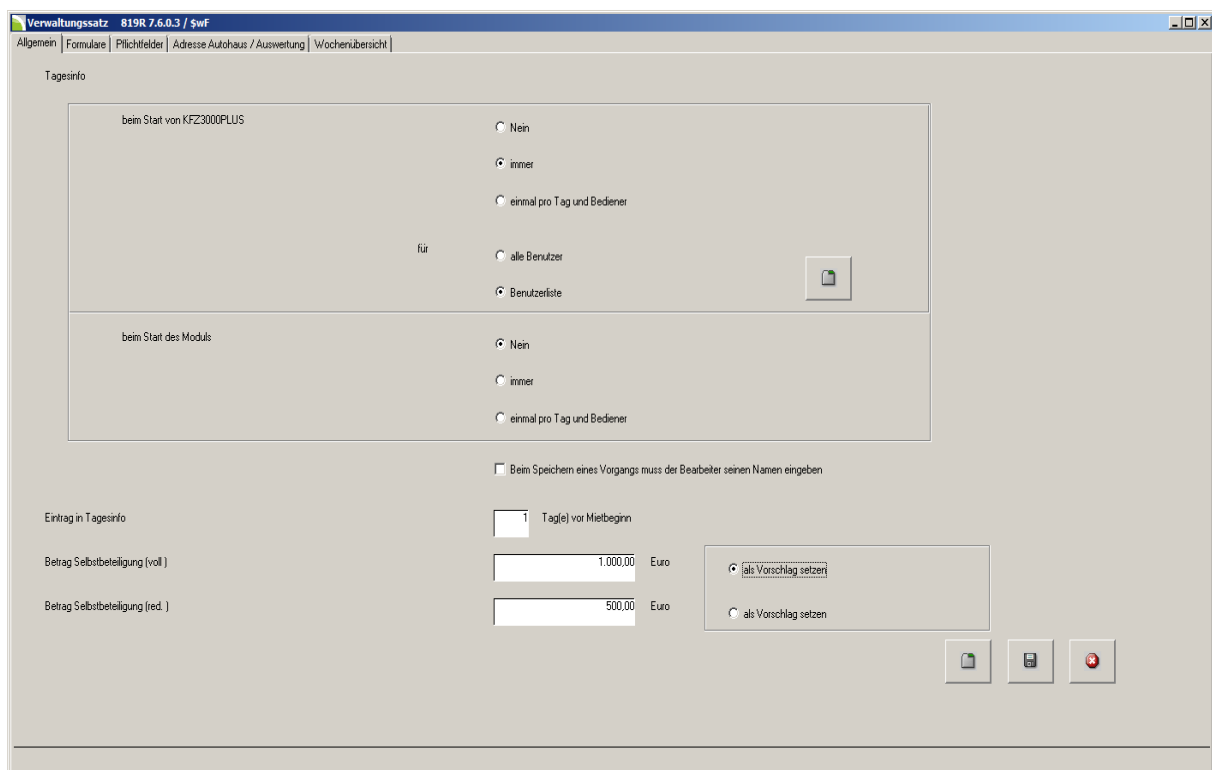 Verwaltungssatz 819R 7.6.0.3 / $wF
Allgemein Formulare Pflichtfelder Adresse Autohaus / Auswertung Wochenübersicht
Tagesinfo
beim Start von KFZ3000PLUS
Nein
immer
einmal pro Tag und Bediener
für
alle Benutzer
Benutzerliste
beim Start des Moduls
Nein
immer
einmal pro Tag und Bediener
Beim Speichern eines Vorgangs muss der Bearbeiter seinen Namen eingeben
Eintrag in Tagesinfo 1 Tag(e) vor Mietbeginn
Betrag Selbstbeteiligung (voll ) 1.000,00 Euro als Vorschlag setzen
Betrag Selbstbeteiligung (red. ) 500,00 Euro als Vorschlag setzen